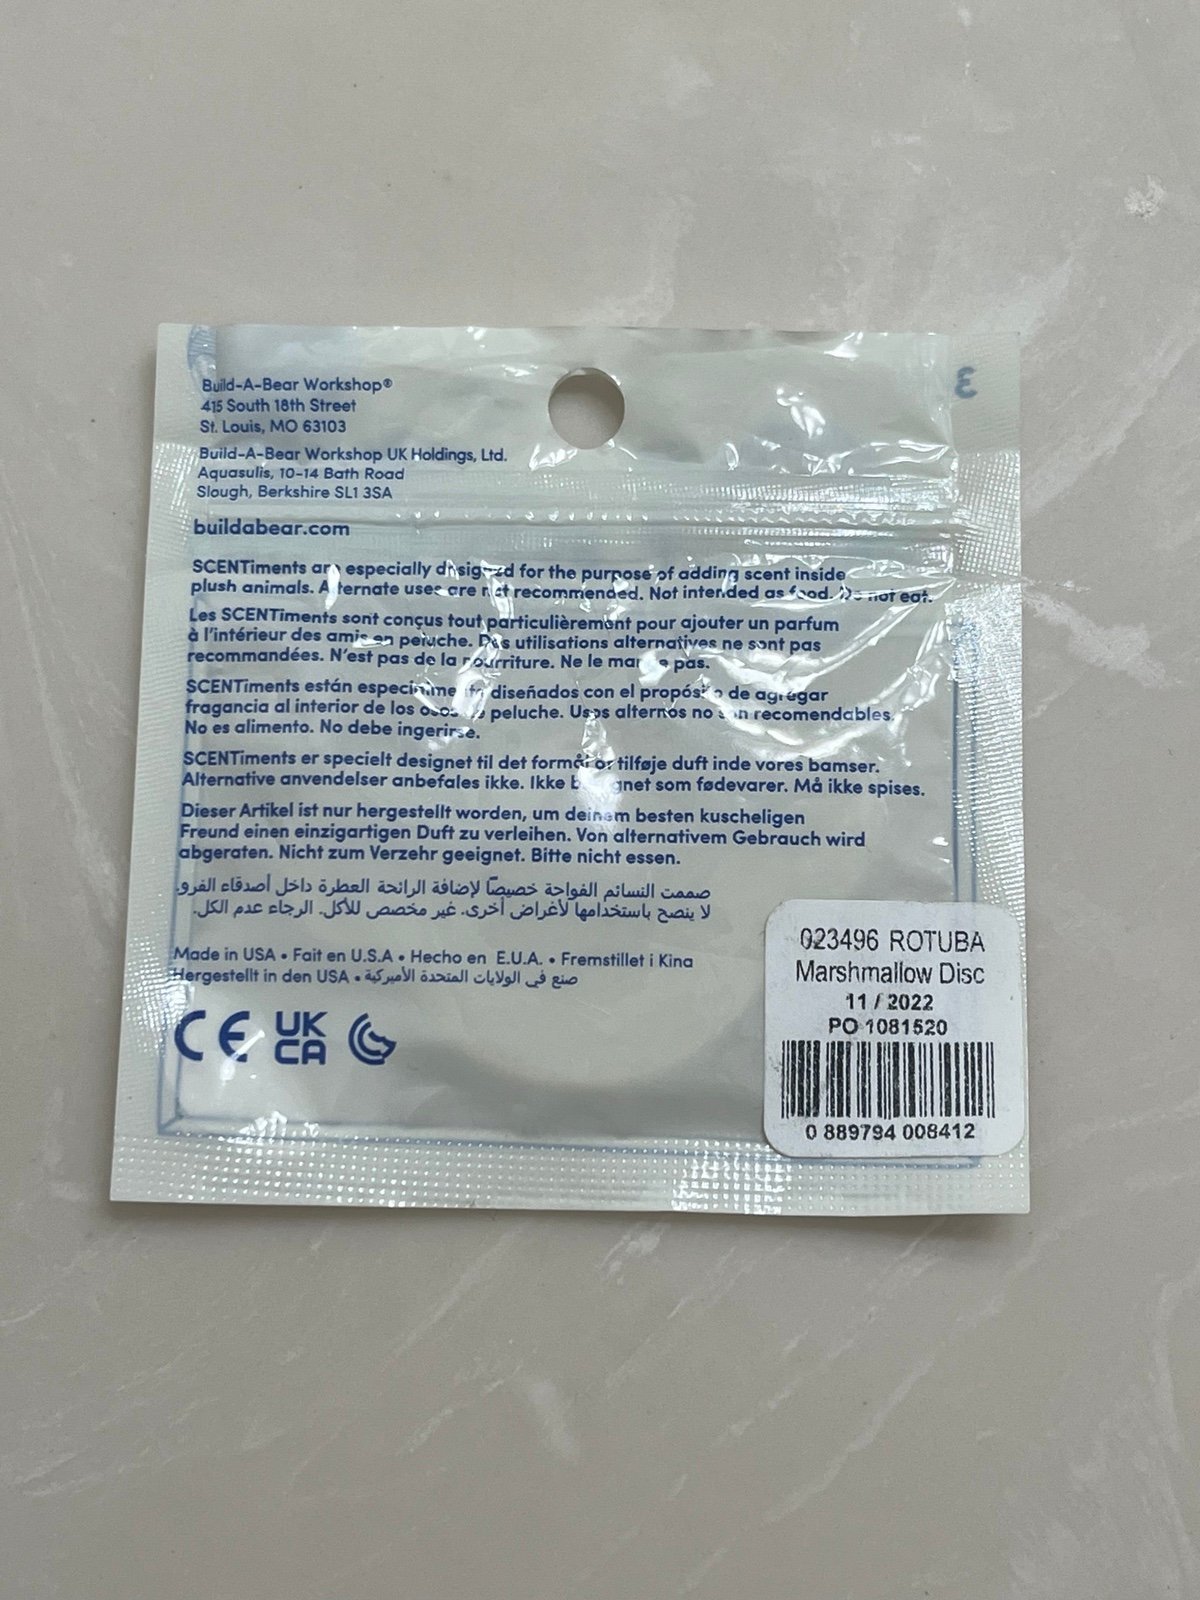 Build-A-Bear Workshop®
415 South 18th Street
St. Louis, MO 63103
Build-A-Bear Workshop UK Holdings, Ltd.
Aquasulis, 10-14 Bath Road
Slough, Berkshire SL1 3SA
buildabear.com
SCENTiments are especially designed for the purpose of adding scent inside
plush animals. Alternate uses are not recommended. Not intended as food. Do not eat.
Les SCENTiments sont conçus tout particulièrement pour ajouter un parfum
à l'intérieur des amis en peluche. Des utilisations alternatives ne sont pas
recommandées. N'est pas de la nourriture. Ne le pas.
SCENTiments están diseñados con el propósito de agregar
fragancia al interior de los osos de peluche. Usos alternos no son recomendables.
No es alimento. No debe ingerirse.
SCENTiments er specielt designet til det formål at tilføje duft inde vores bamser.
Alternative anvendelser anbefales ikke. Ikke som fødevarer. Må ikke spises.
Dieser Artikel ist nur hergestellt worden, um deinem besten kuscheligen
Freund einen einzigartigen Duft zu verleihen. Von alternativem Gebrauch wird
abgeraten. Nicht zum Verzehr geeignet. Bitte nicht essen.
صممت النسائم الفواحة خصيصًا لإضافة الرائحة العطرة داخل أصدقاء الفرو.
لا ينصح باستخدامها لأغراض أخرى. غير مخصص للأكل. الرجاء عدم الكل.
Made in USA • Fait en U.S.A • Hecho en E.U.A. • Fremstillet i Kina
Hergestellt in den USA • صنع في الولايات المتحدة الأميركية
CE UK CA
023496 ROTUBA
Marshmallow Disc
11 / 2022
PO 1081520
0 889794 008412